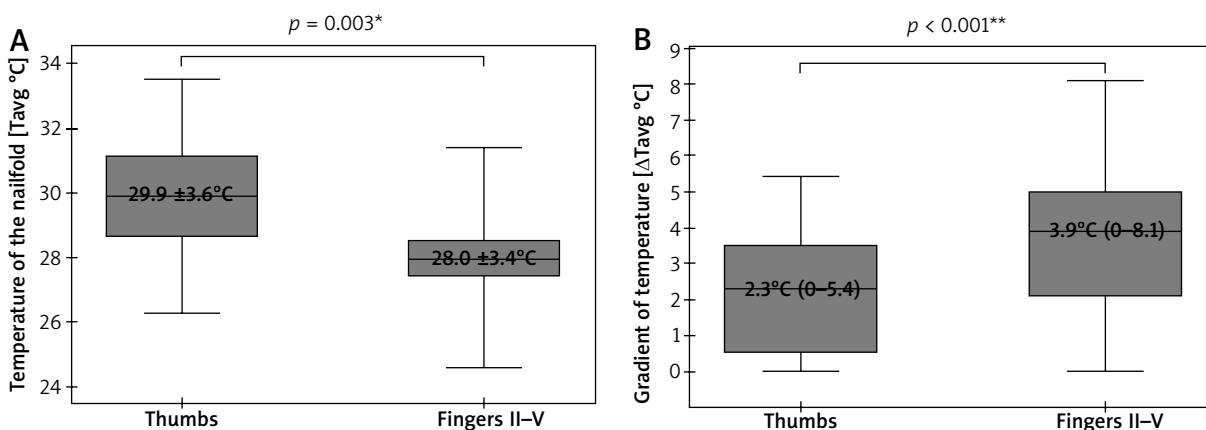 A
p = 0.003*
Temperature of the nailfold [Tavg °C]
34
32
30
28
26
24
29.9 ±3.6°C
28.0 ±3.4°C
Thumbs
Fingers II–V
B
p < 0.001**
Gradient of temperature [ΔTavg °C]
9
8
7
6
5
4
3
2
1
0
2.3°C (0–5.4)
3.9°C (0–8.1)
Thumbs
Fingers II–V